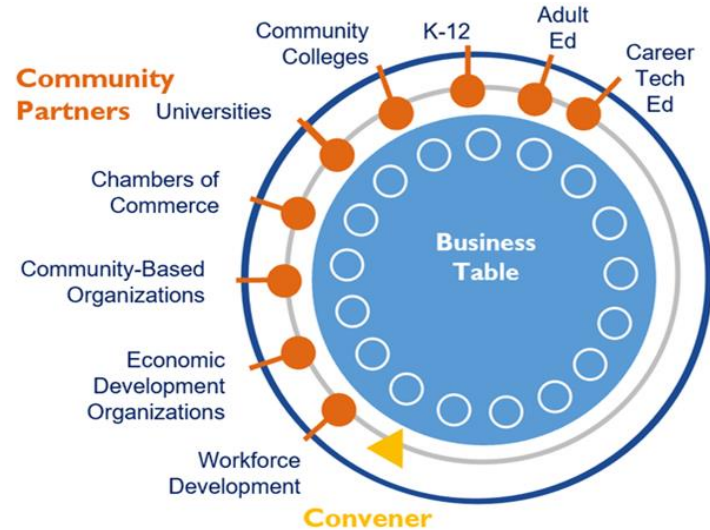 Community
Partners
Adult
Ed
K-12
Career
Tech
Ed
Community
Colleges
Universities
Chambers of
Commerce
Community-Based
Organizations
Economic
Development
Organizations
Workforce
Development
Business
Table
Convener